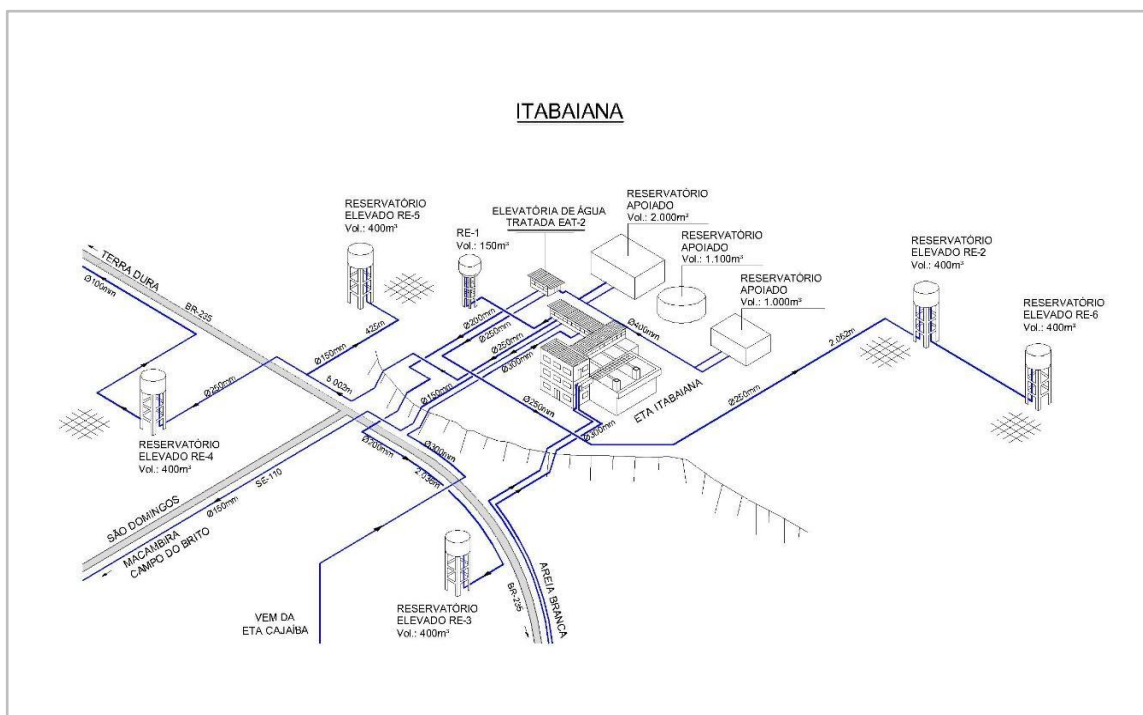 ITABAIANA
RESERVATÓRIO
ELEVADO RE-5
Vol.: 400m³
RE-1
Vol.: 150m³
ELEVATÓRIA DE ÁGUA
TRATADA EAT-2
RESERVATÓRIO
APOIADO
Vol.: 2.000m³
RESERVATÓRIO
APOIADO
Vol.: 1.100m³
RESERVATÓRIO
APOIADO
Vol.: 1.000m³
RESERVATÓRIO
ELEVADO RE-2
Vol.: 400m³
RESERVATÓRIO
ELEVADO RE-6
Vol.: 400m³
TERRA DURA
Ø100mm
BR-235
Ø150mm
425m
Ø200mm
Ø250mm
Ø250mm
Ø300mm
Ø400mm
2.052m
Ø250mm
5.002m
Ø250mm
Ø150mm
Ø250mm
Ø300mm
ETA ITABAIANA
RESERVATÓRIO
ELEVADO RE-4
Vol.: 400m³
Ø200mm
Ø300mm
2.036m
SÃO DOMINGOS
SE-110
Ø150mm
MACAMBIRA
CAMPO DO BRITO
VEM DA
ETA CAJAÍBA
RESERVATÓRIO
ELEVADO RE-3
Vol.: 400m³
BR-235
AREIA BRANCA